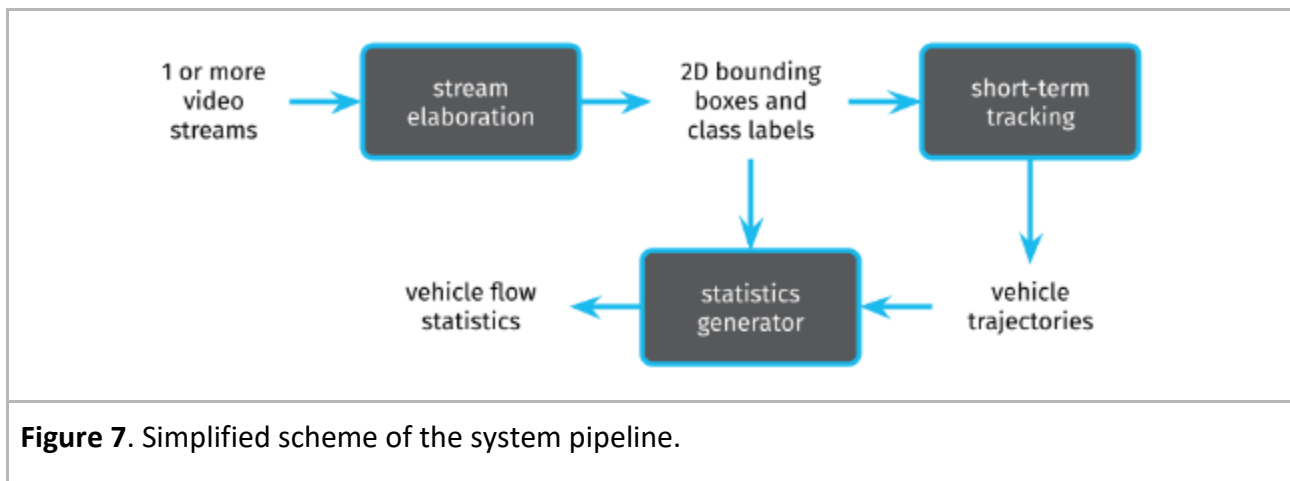 1 or more
video
streams
stream
elaboration
2D bounding
boxes and
class labels
short-term
tracking
vehicle flow
statistics
statistics
generator
vehicle
trajectories
Figure 7. Simplified scheme of the system pipeline.